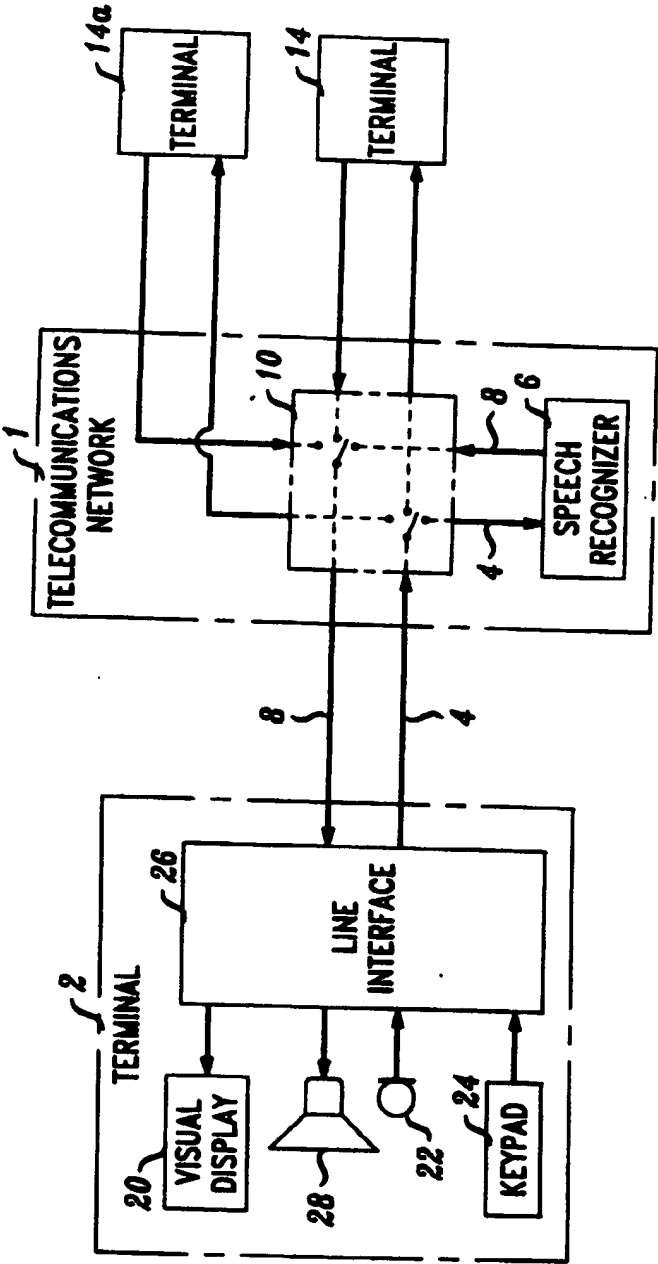 2
TERMINAL
20
VISUAL
DISPLAY
28
22
24
KEYPAD
26
LINE
INTERFACE
8
4
1
TELECOMMUNICATIONS
NETWORK
10
4
8
6
SPEECH
RECOGNIZER
14a
TERMINAL
14
TERMINAL